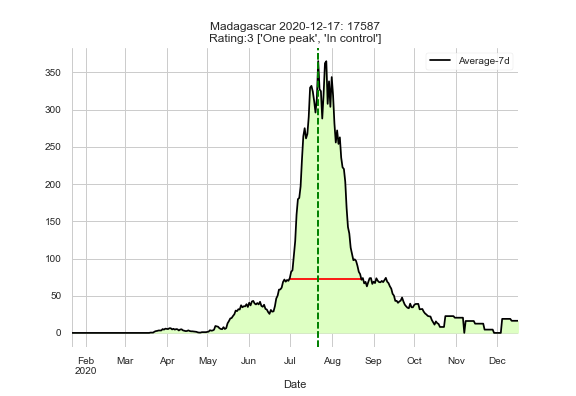 Madagascar 2020-12-17: 17587
Rating:3 ['One peak', 'In control']
Average-7d
350
300
250
200
150
100
50
0
Feb Mar Apr May Jun Jul Aug Sep Oct Nov Dec
2020
Date